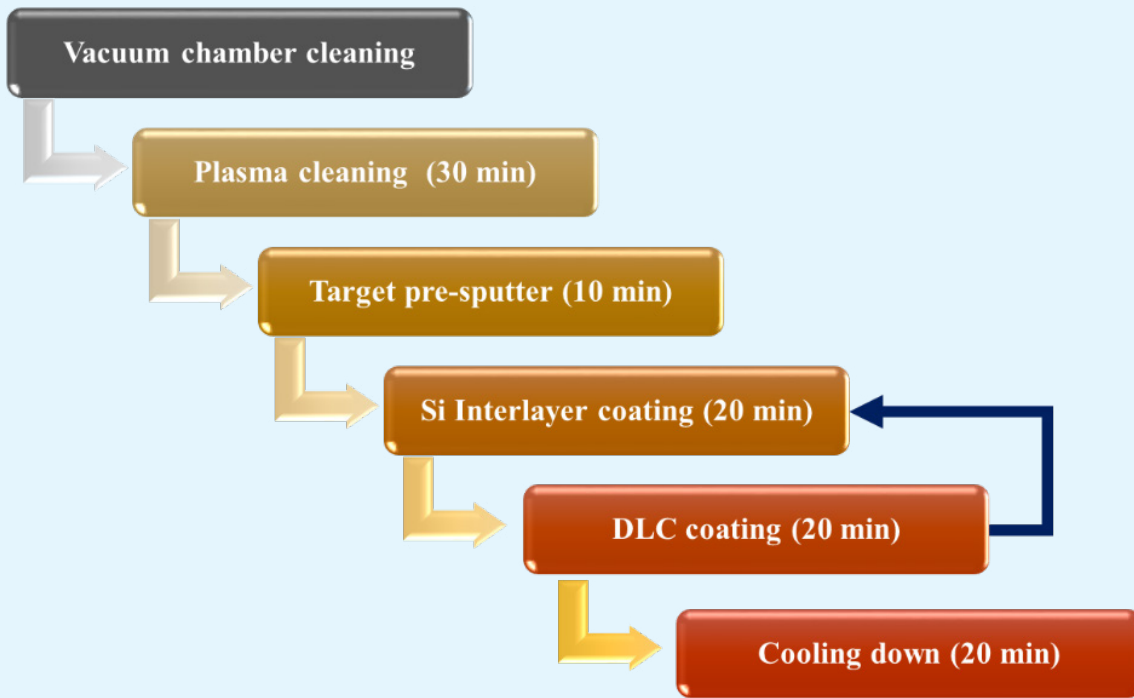 Vacuum chamber cleaning
Plasma cleaning (30 min)
Target pre-sputter (10 min)
Si Interlayer coating (20 min)
DLC coating (20 min)
Cooling down (20 min)